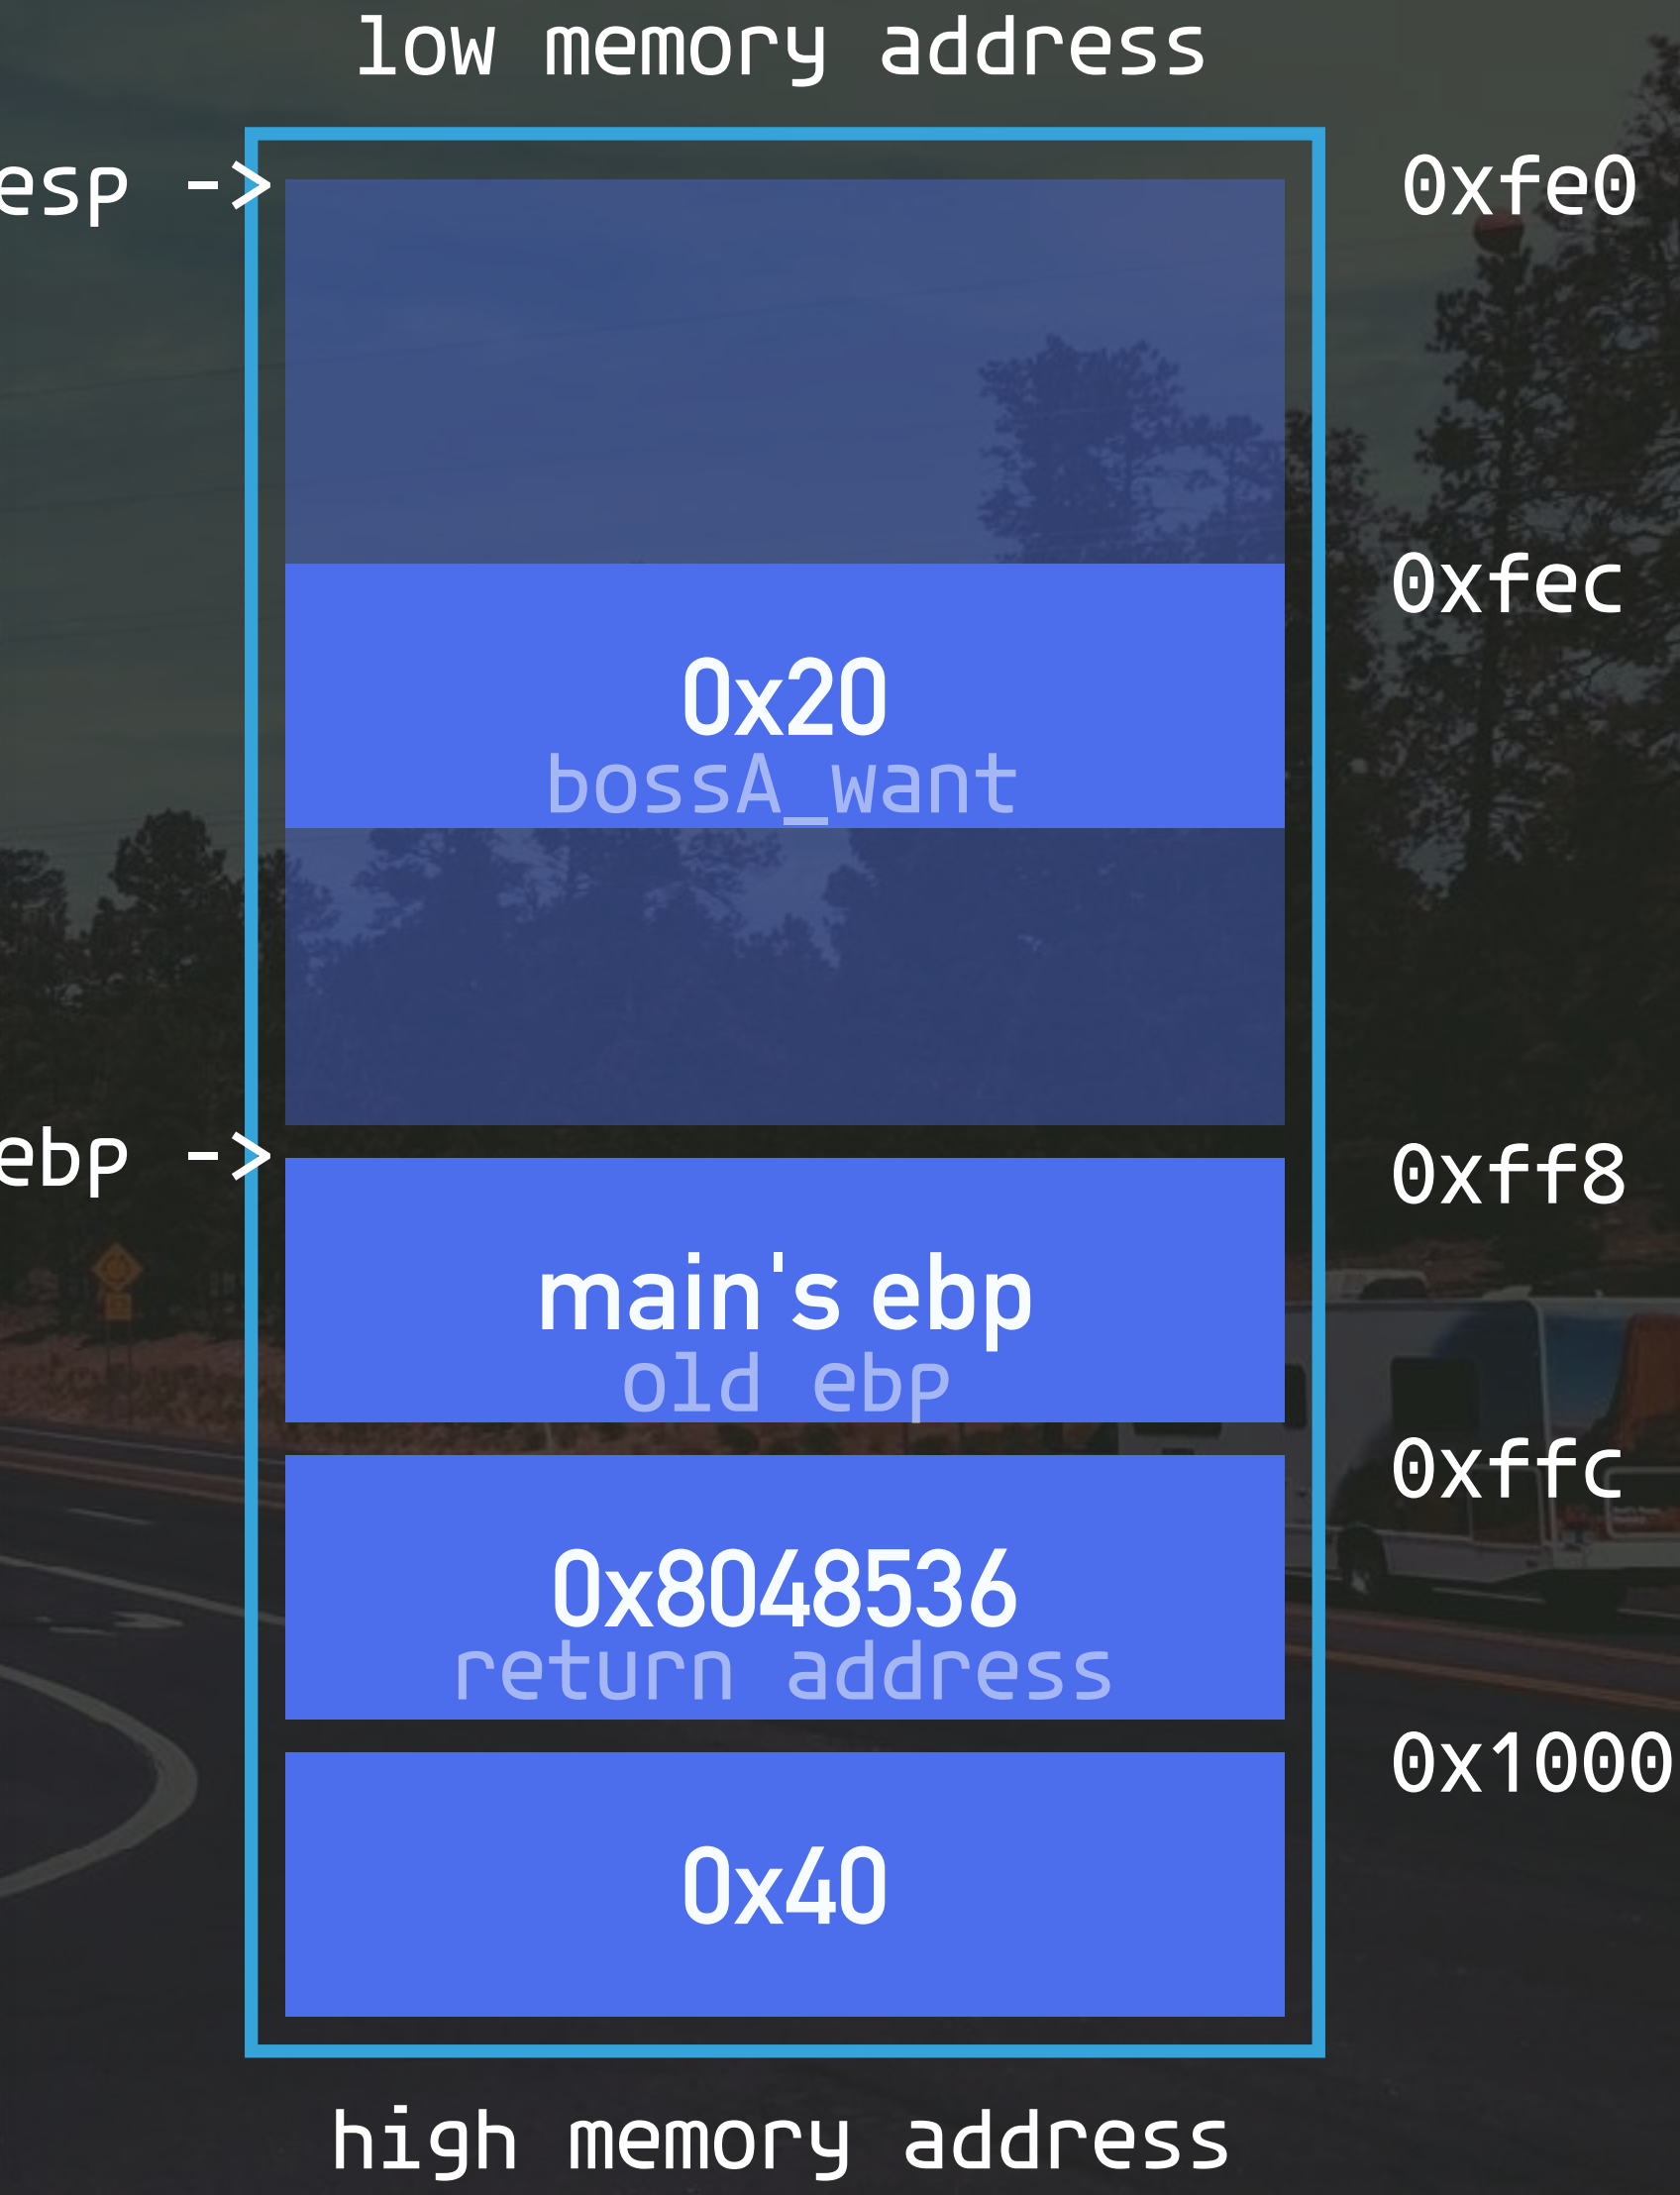 low memory address
esp -> 0xfe0
0xfec
0x20
bossA_want
ebp -> 0xff8
main's ebp
old ebp
0xffc
0x8048536
return address
0x1000
0x40
high memory address